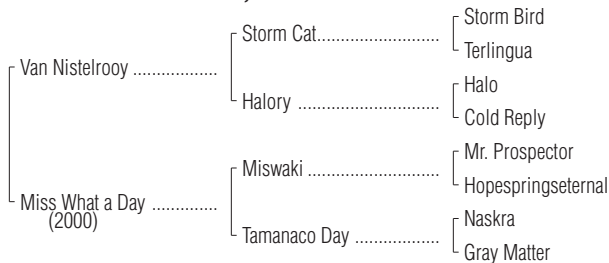 Storm Bird
Storm Cat..............................
Terlingua
Van Nistelrooy ..................
Halo
Halory ..............................
Cold Reply
Mr. Prospector
Miswaki ............................
Hopespringseternal
Miss What a Day ..............
(2000)
Naskra
Tamanaco Day ..................
Gray Matter